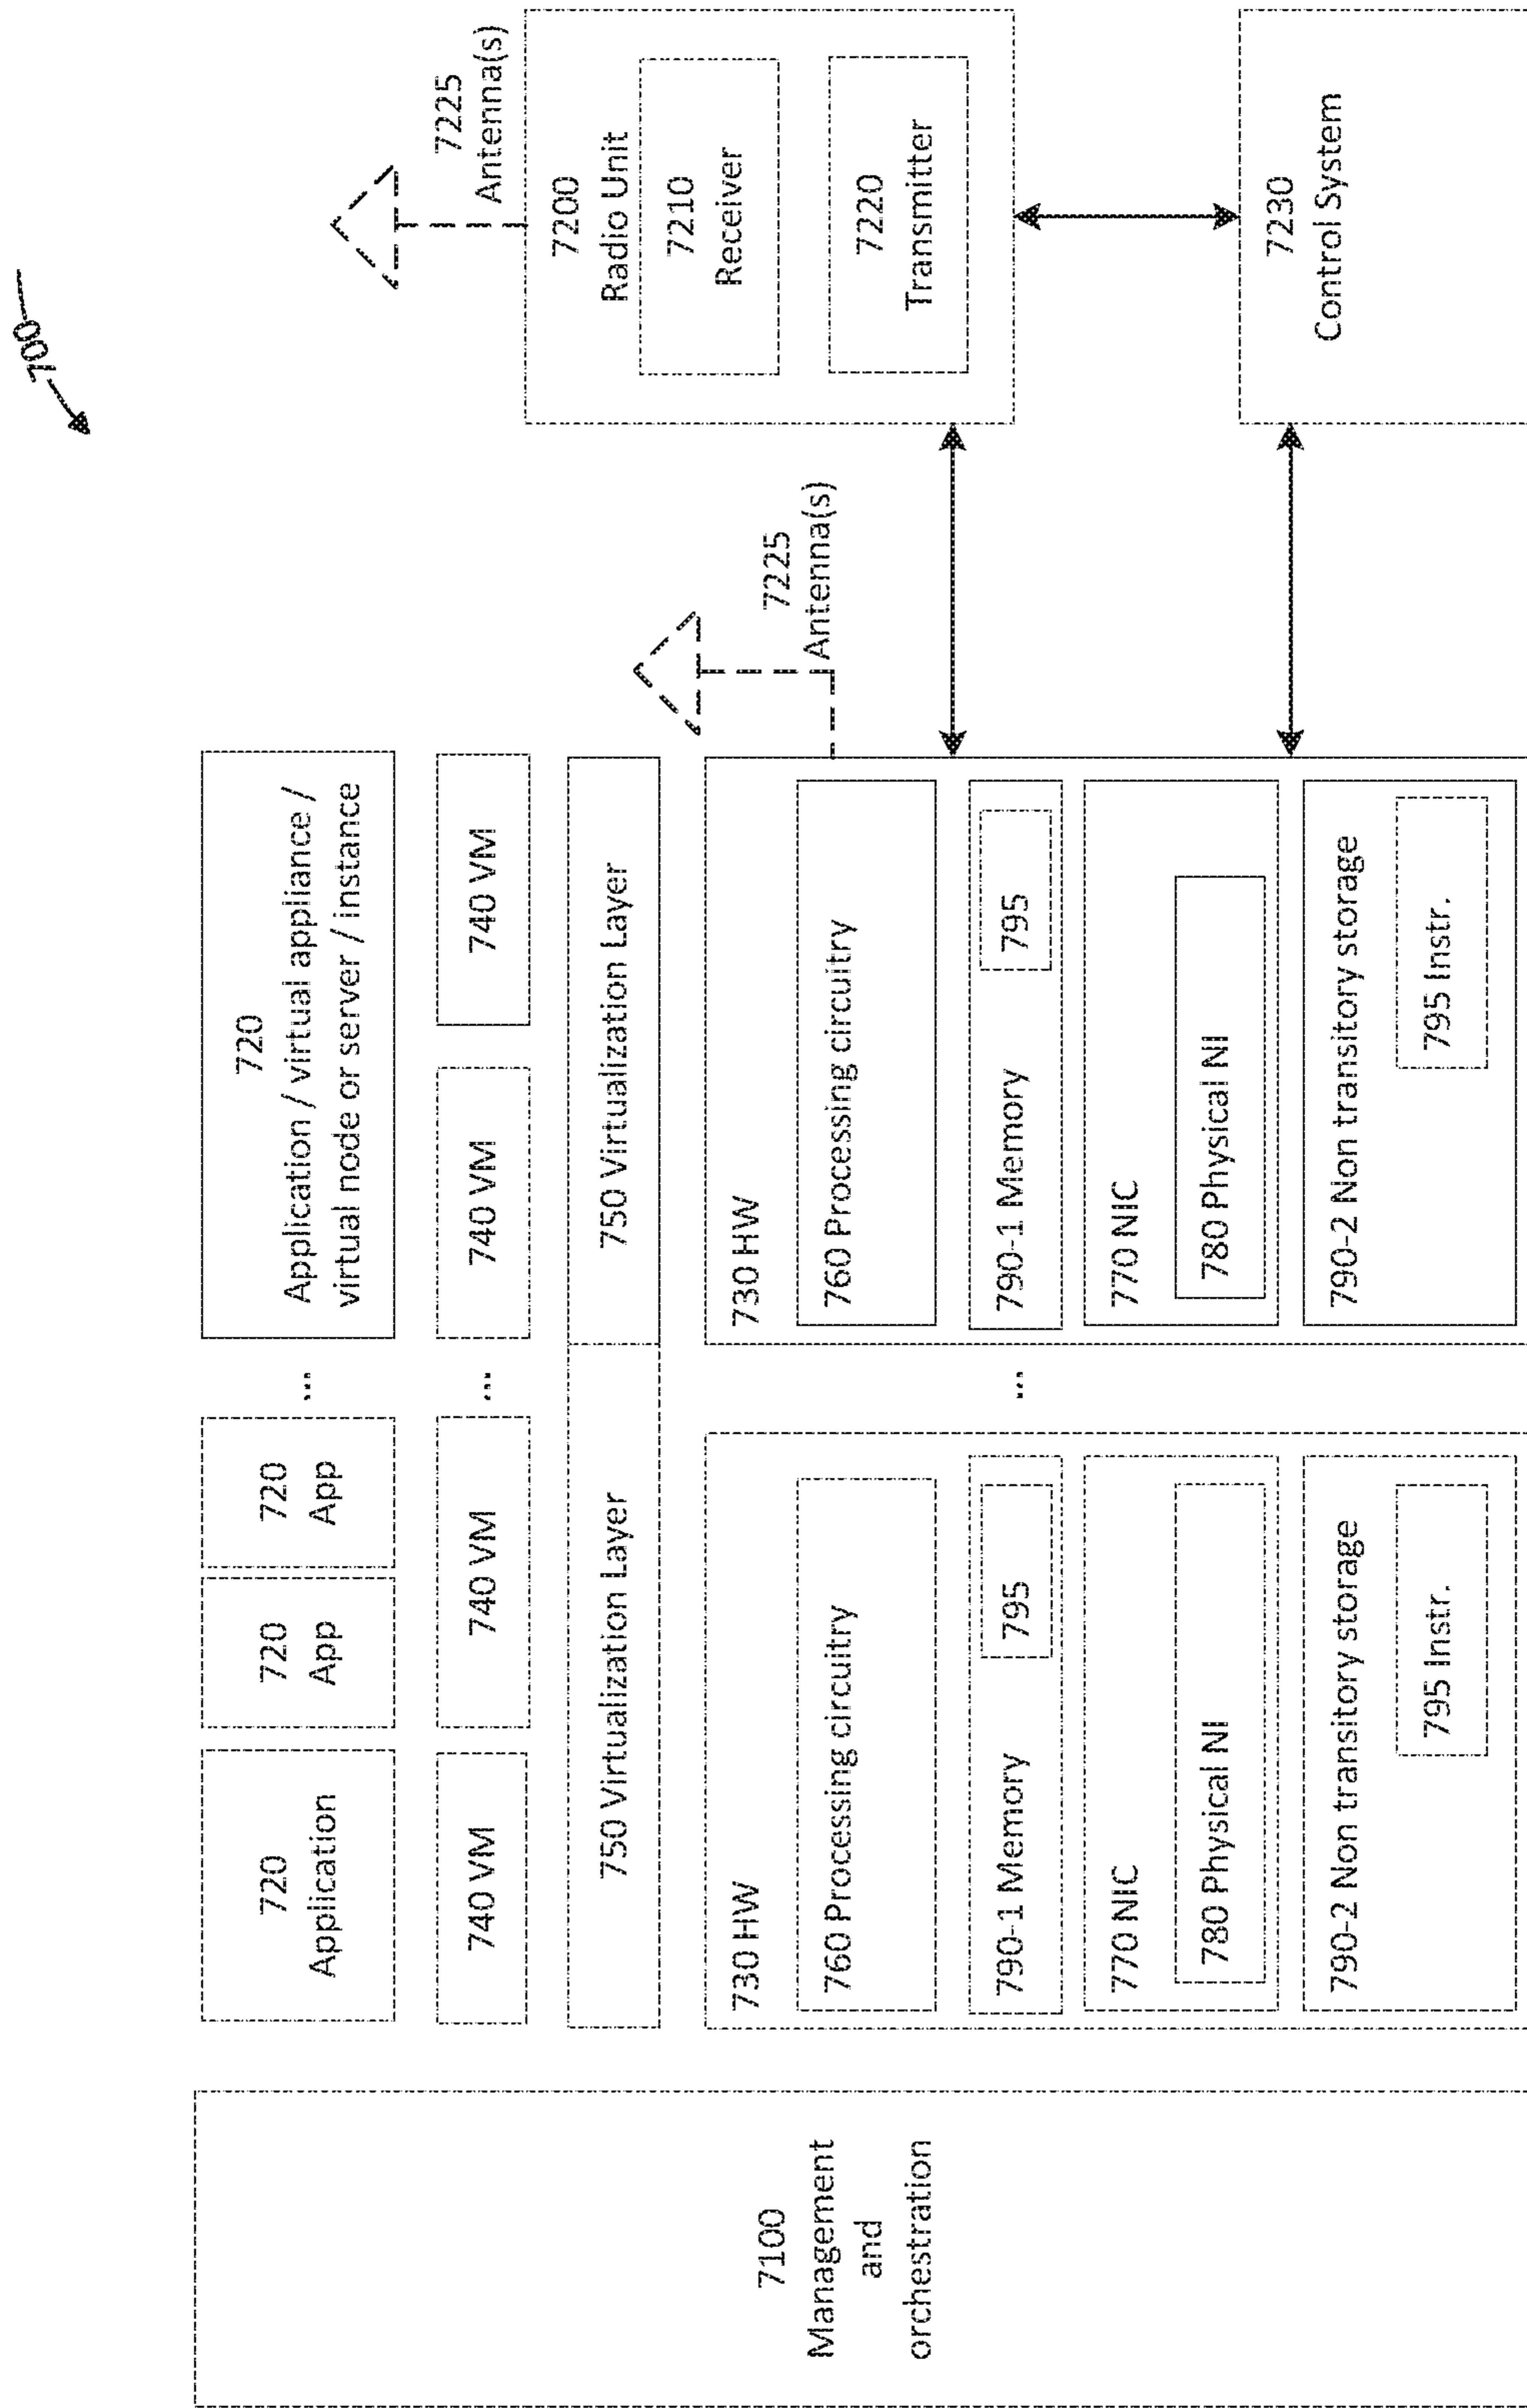 700
7100
Management
and
orchestration
720
Application
720
App
720
App
...
720
Application / virtual appliance /
virtual node or server / instance
740 VM
740 VM
...
740 VM
740 VM
750 Virtualization Layer
750 Virtualization Layer
730 HW
760 Processing circuitry
790-1 Memory
795
770 NIC
780 Physical NI
790-2 Non transitory storage
795 Instr.
...
730 HW
760 Processing circuitry
790-1 Memory
795
770 NIC
780 Physical NI
790-2 Non transitory storage
795 Instr.
7225
Antenna(s)
7225
Antenna(s)
7200
Radio Unit
7210
Receiver
7220
Transmitter
7230
Control System